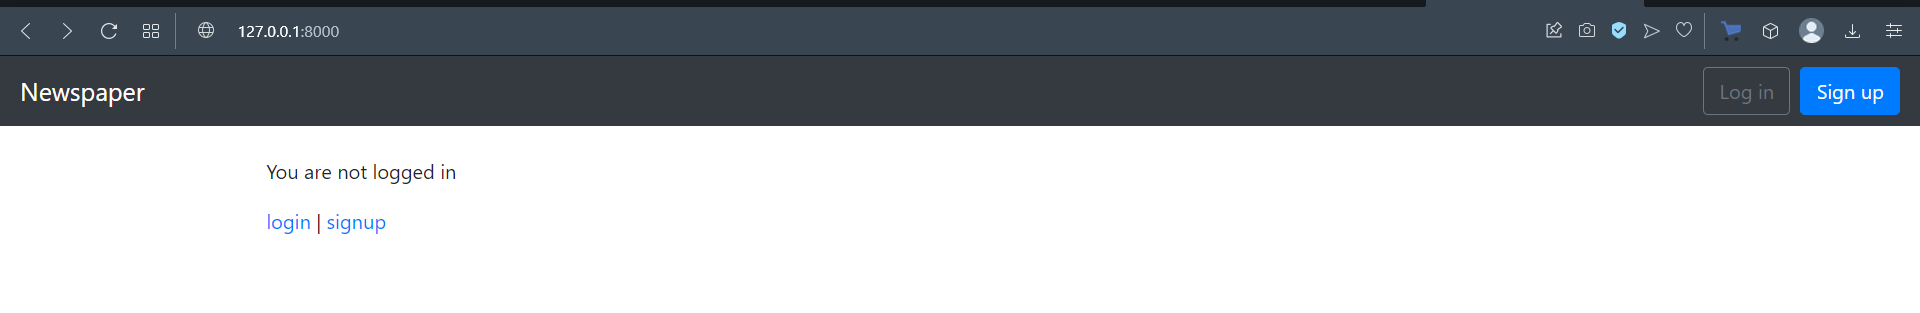 127.0.0.1:8000
Newspaper
Log in
Sign up
You are not logged in
login | signup